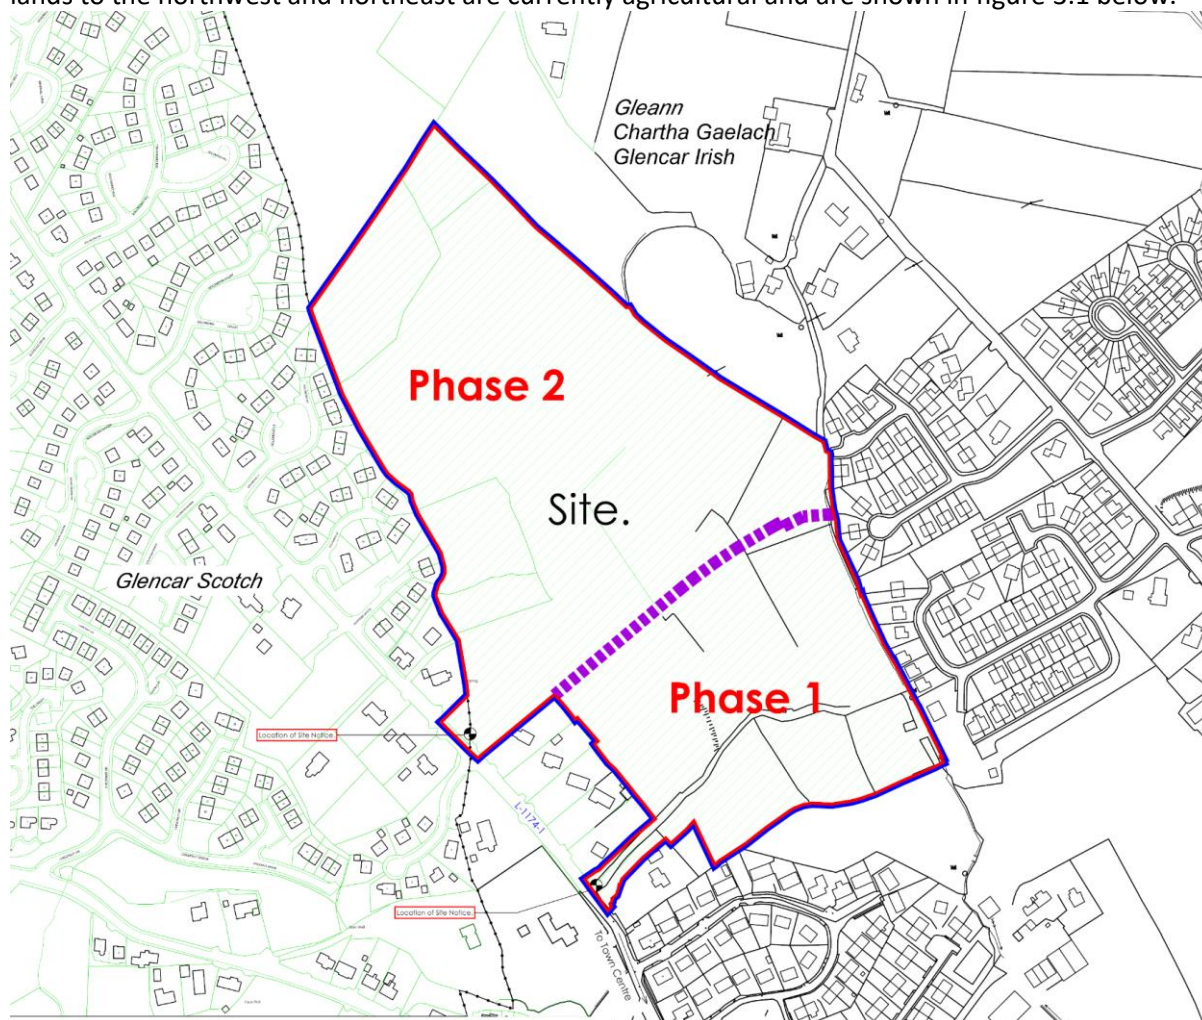 lands to the northwest and northeast are currently agricultural and are shown in figure 3.1 below.
Gleann
Chartha Gaelach
Glencar Irish
Phase 2
Site.
Glencar Scotch
Phase 1
Location of Site Notice.
L-1174-1
Location of Site Notice.
To Town Centre